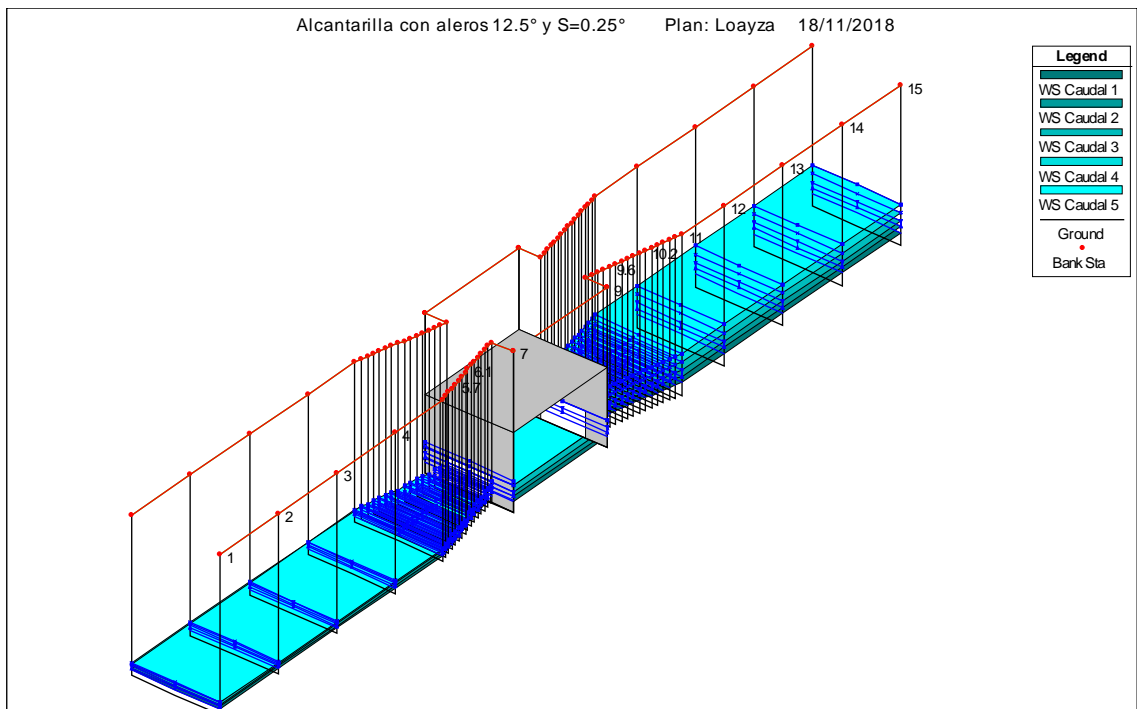 Alcantarilla con aleros 12.5° y S=0.25° Plan: Loayza 18/11/2018
Legend
WS Caudal 1
WS Caudal 2
WS Caudal 3
WS Caudal 4
WS Caudal 5
Ground
Bank Sta
15
14
13
12
11
10.2
9.6
9
7
6.1
5.7
4
3
2
1